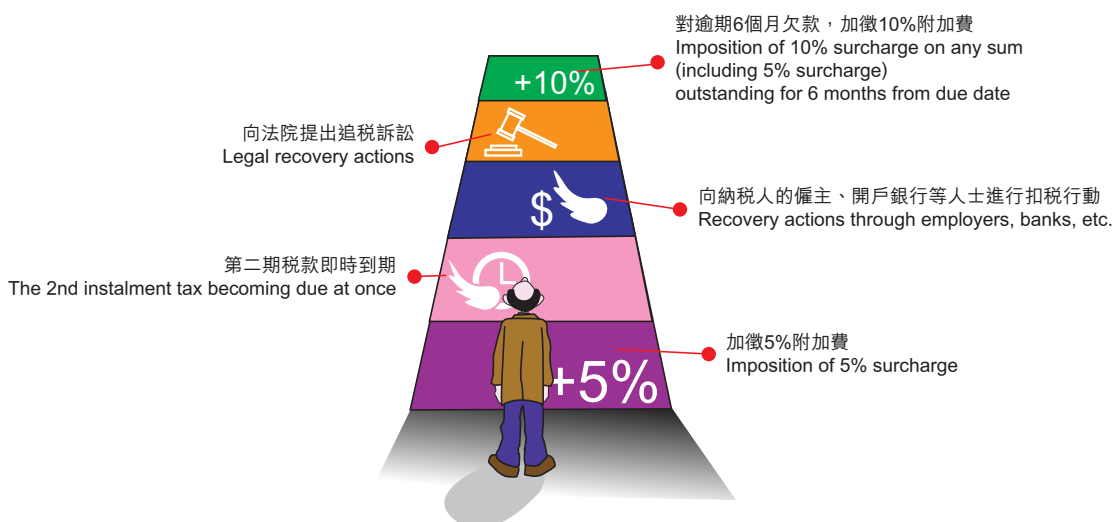 對逾期6個月欠款，加徵10%附加費
Imposition of 10% surcharge on any sum
(including 5% surcharge)
outstanding for 6 months from due date
+10%
向法院提出追税訴訟
Legal recovery actions
向納税人的僱主、開戶銀行等人士進行扣税行動
Recovery actions through employers, banks, etc.
$
第二期税款即時到期
The 2nd instalment tax becoming due at once
加徵5%附加費
Imposition of 5% surcharge
+5%